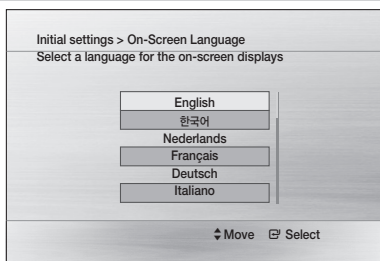 Initial settings > On-Screen Language
Select a language for the on-screen displays
English
한국어
Nederlands
Français
Deutsch
Italiano
Move Select